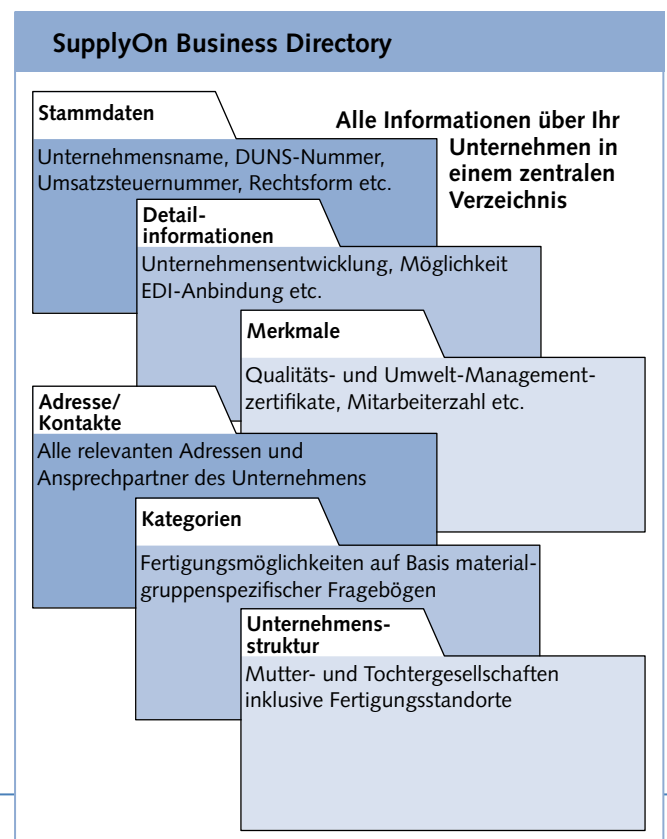 SupplyOn Business Directory
Stammdaten
Alle Informationen über Ihr
Unternehmen in
einem zentralen
Verzeichnis
Unternehmensname, DUNS-Nummer,
Umsatzsteuernummer, Rechtsform etc.
Detail-
informationen
Unternehmensentwicklung, Möglichkeit
EDI-Anbindung etc.
Merkmale
Qualitäts- und Umwelt-Management-
zertifikate, Mitarbeiterzahl etc.
Adresse/
Kontakte
Alle relevanten Adressen und
Ansprechpartner des Unternehmens
Kategorien
Fertigungsmöglichkeiten auf Basis material-
gruppenspezifischer Fragebögen
Unternehmens-
struktur
Mutter- und Tochtergesellschaften
inklusive Fertigungsstandorte